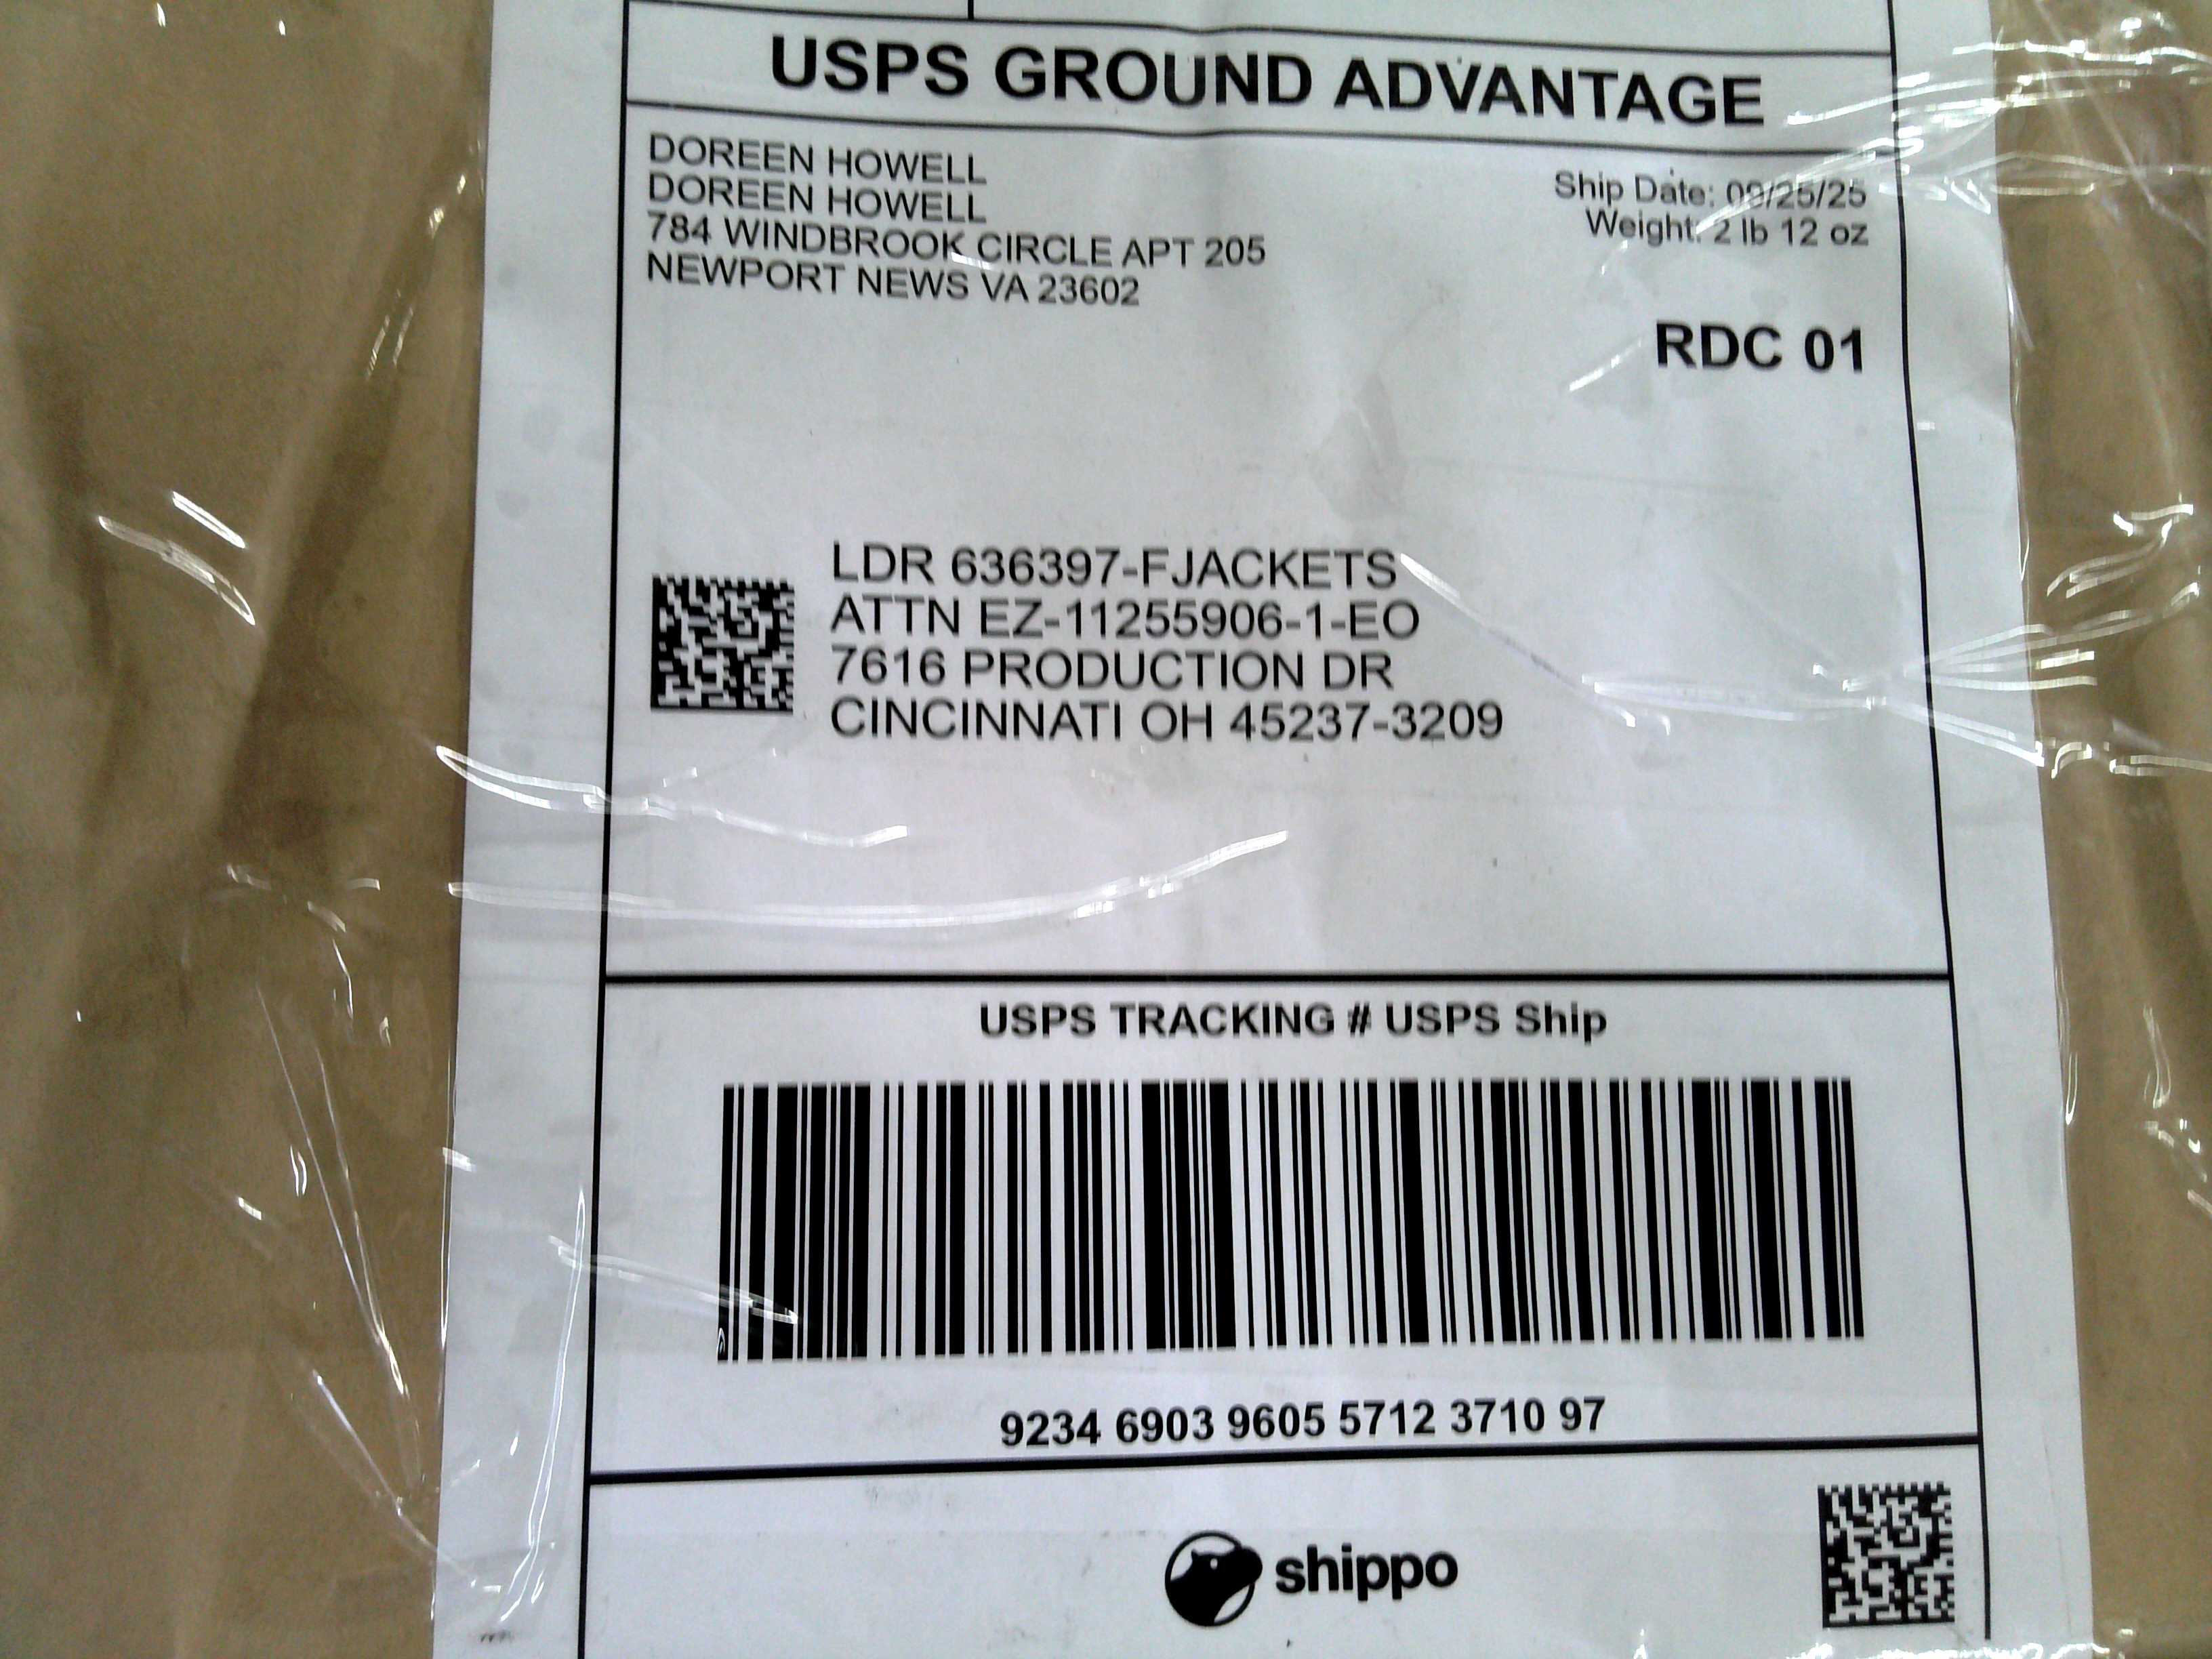 USPS GROUND ADVANTAGE
DOREEN HOWELL
DOREEN HOWELL
784 WINDBROOK CIRCLE APT 205
NEWPORT NEWS VA 23602
Ship Date: 09/25/25
Weight: 2 lb 12 oz
RDC 01
LDR 636397-FJACKETS
ATTN EZ-11255906-1-EO
7616 PRODUCTION DR
CINCINNATI OH 45237-3209
USPS TRACKING # USPS Ship
9234 6903 9605 5712 3710 97
shippo